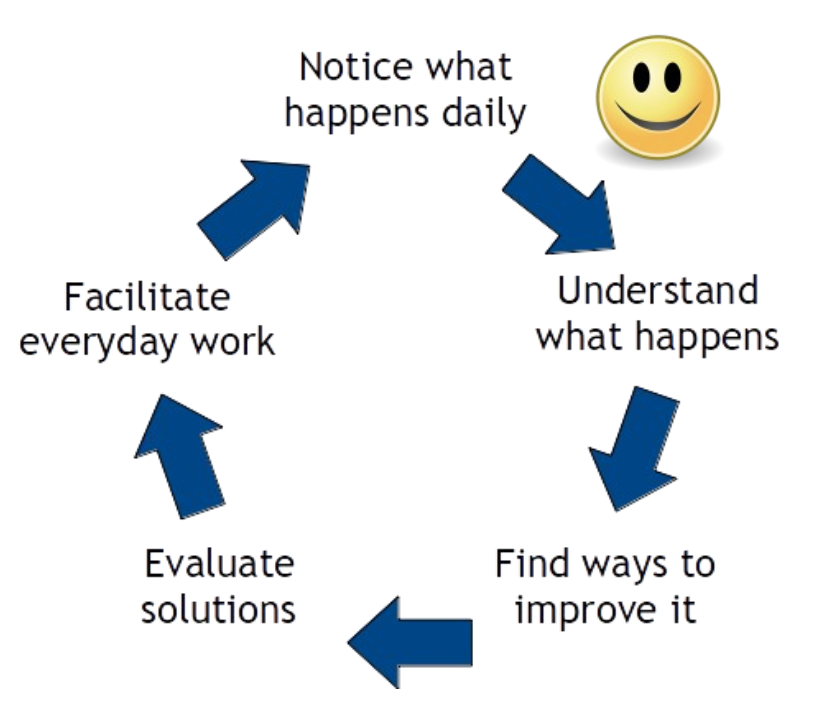 Notice what
happens daily
Understand
what happens
Find ways to
improve it
Evaluate
solutions
Facilitate
everyday work